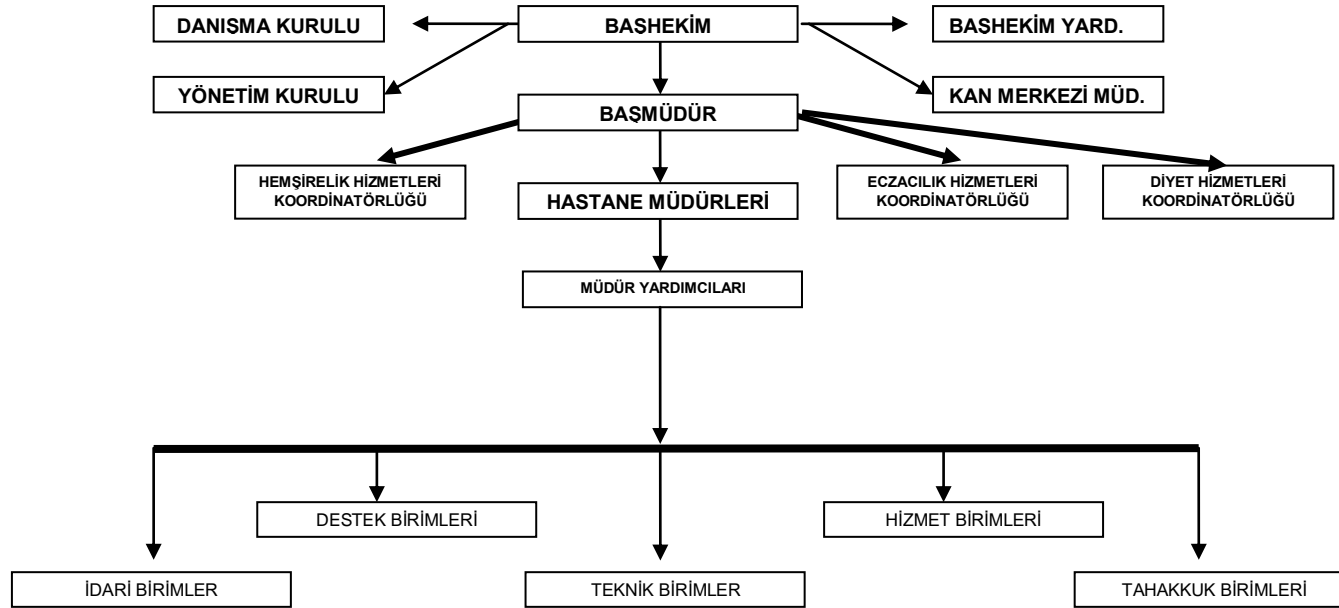 DANIŞMA KURULU
BAŞHEKİM
BAŞHEKİM YARD.
YÖNETİM KURULU
KAN MERKEZİ MÜD.
BAŞMÜDÜR
HEMŞİRELİK HİZMETLERİ
KOORDİNATÖRLÜĞÜ
HASTANE MÜDÜRLERİ
ECZACILIK HİZMETLERİ
KOORDİNATÖRLÜĞÜ
DİYET HİZMETLERİ
KOORDİNATÖRLÜĞÜ
MÜDÜR YARDIMCILARI
DESTEK BİRİMLERİ
HİZMET BİRİMLERİ
İDARİ BİRİMLER
TEKNİK BİRİMLER
TAHAKKUK BİRİMLERİ